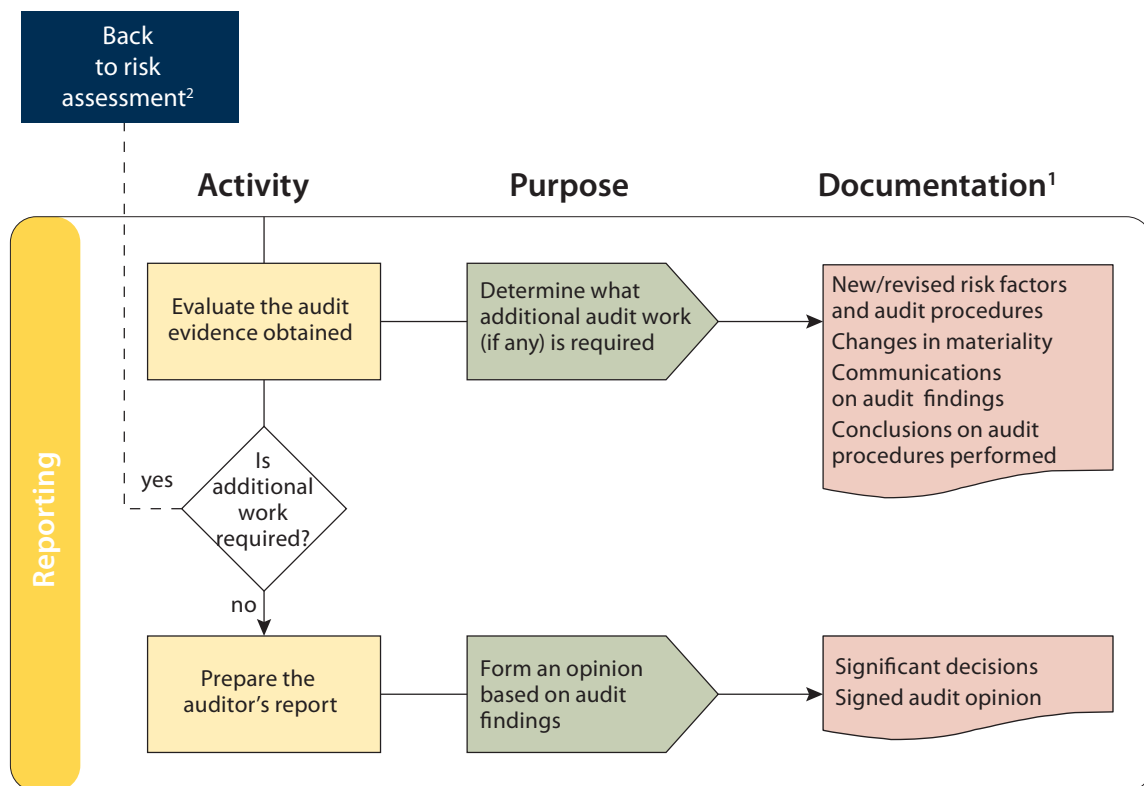 Back
to risk
assessment²
Activity
Purpose
Documentation¹
Reporting
Evaluate the audit
evidence obtained
Determine what
additional audit work
(if any) is required
New/revised risk factors
and audit procedures
Changes in materiality
Communications
on audit findings
Conclusions on audit
procedures performed
yes
Is
additional
work
required?
no
Prepare the
auditor’s report
Form an opinion
based on audit
findings
Significant decisions
Signed audit opinion